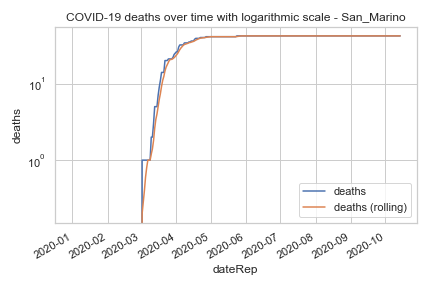 COVID-19 deaths over time with logarithmic scale - San_Marino
deaths
10¹
10⁰
deaths
deaths (rolling)
2020-01
2020-02
2020-03
2020-04
2020-05
2020-06
2020-07
2020-08
2020-09
2020-10
dateRep